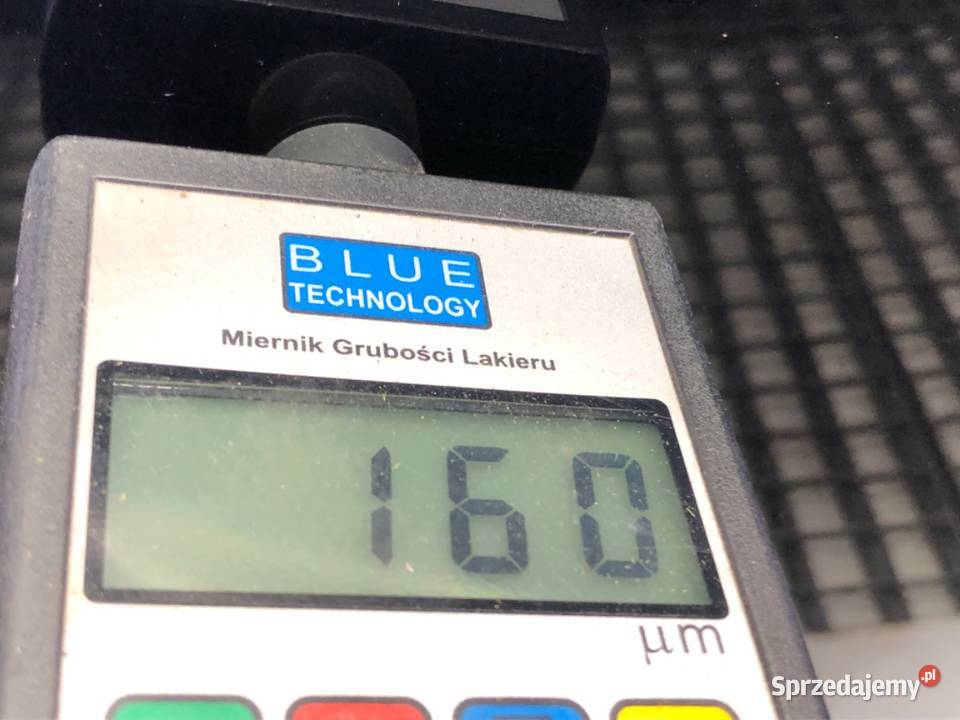 BLUE
TECHNOLOGY
Miernik Grubości Lakieru
160
µm
Sprzedajemy.pl